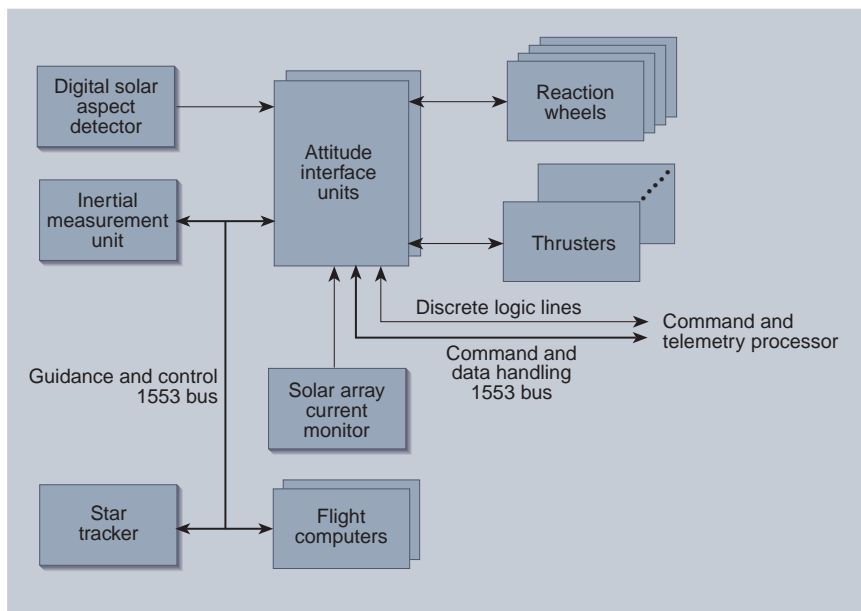 Digital solar
aspect
detector
Attitude
interface
units
Reaction
wheels
Inertial
measurement
unit
Thrusters
Discrete logic lines
Command and
telemetry processor
Command and
data handling
1553 bus
Guidance and control
1553 bus
Solar array
current
monitor
Star
tracker
Flight
computers